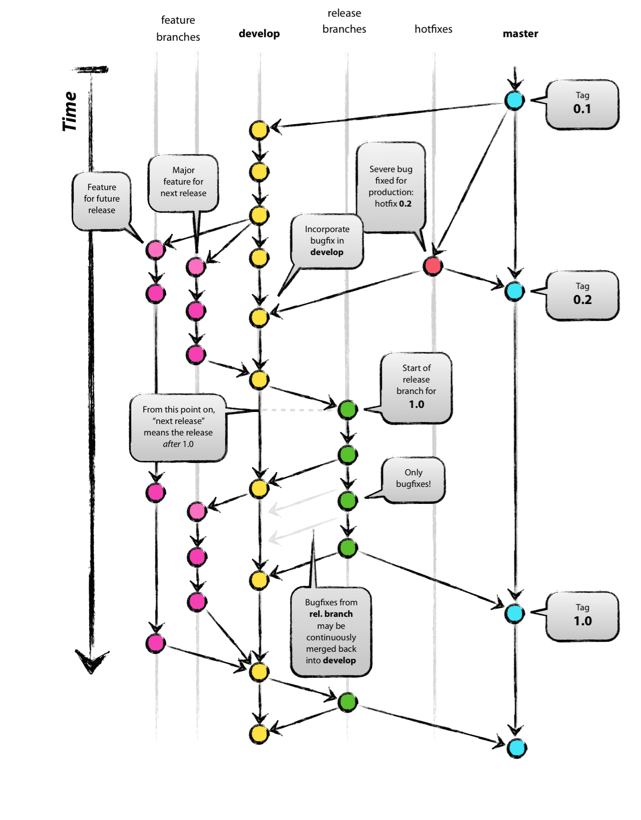 feature
branches
develop
release
branches
hotfixes
master
Time
Tag
0.1
Major
feature for
next release
Feature
for future
release
Severe bug
fixed for
production:
hotfix 0.2
Incorporate
bugfix in
develop
Tag
0.2
Start of
release
branch for
1.0
From this point on,
“next release”
means the release
after 1.0
Only
bugfixes!
Bugfixes from
rel. branch
may be
continuously
merged back
into develop
Tag
1.0